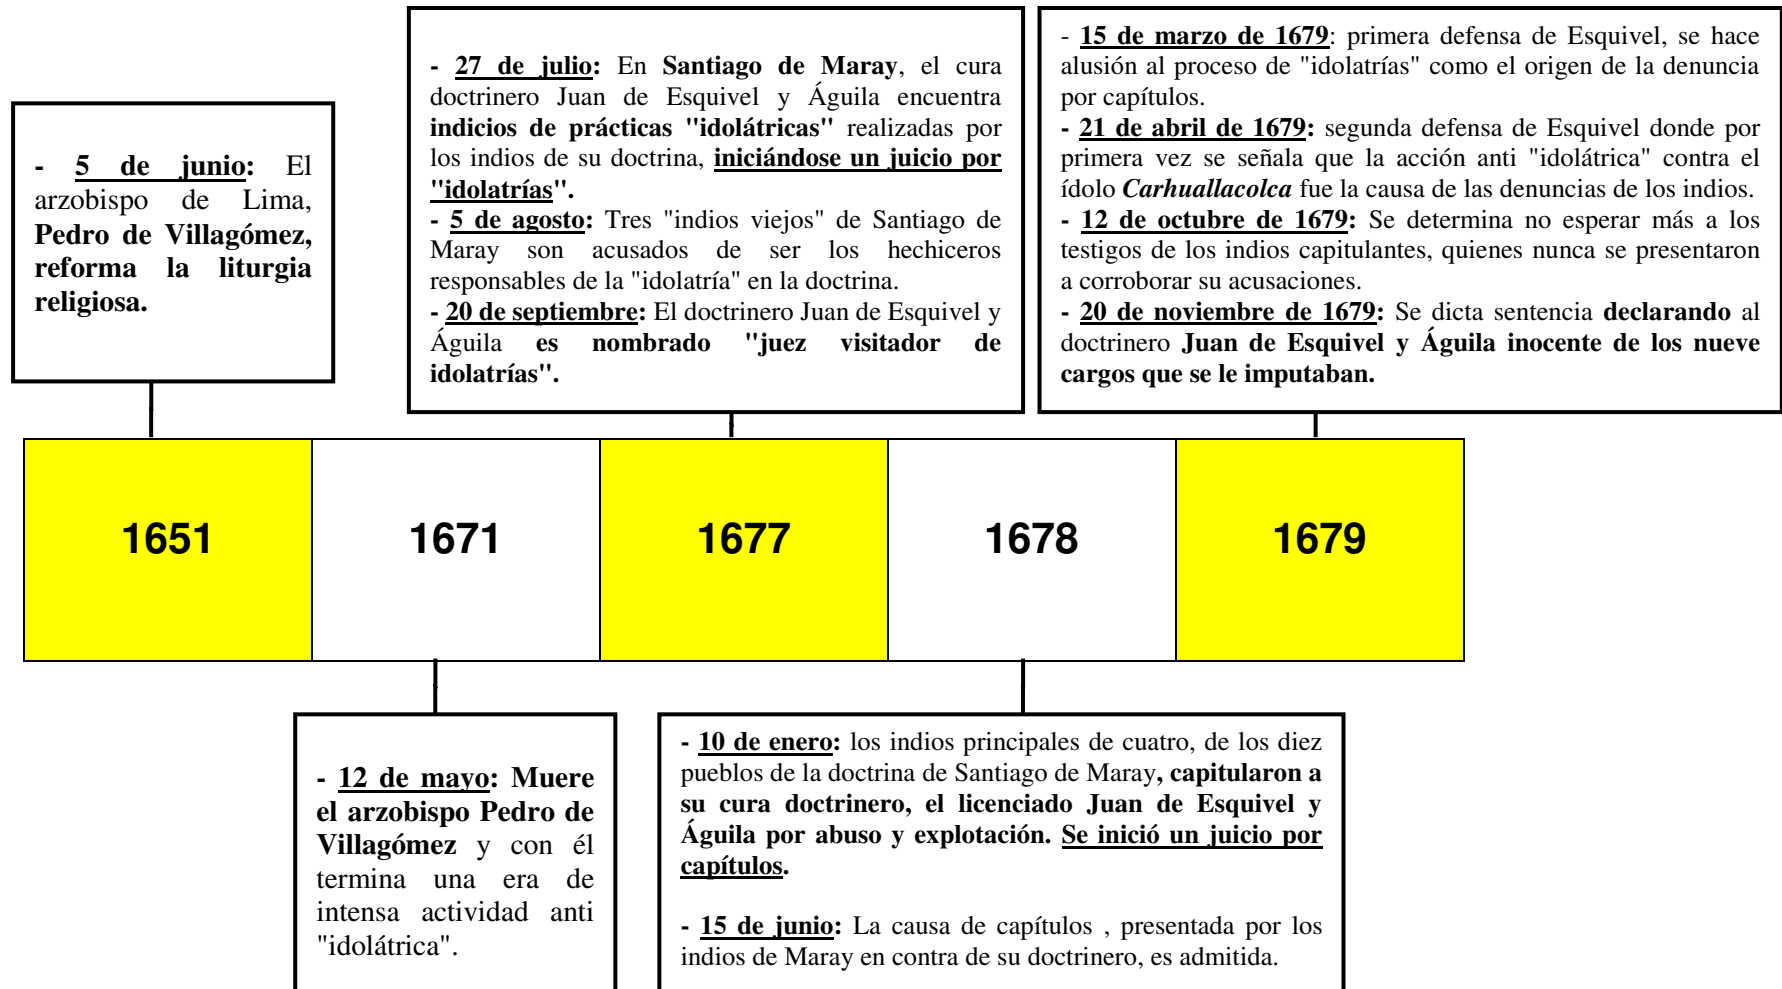 - 5 de junio: El
arzobispo de Lima,
Pedro de Villagómez,
reforma la liturgia
religiosa.
- 27 de julio: En Santiago de Maray, el cura
doctrinero Juan de Esquivel y Águila encuentra
indicios de prácticas "idolátricas" realizadas por
los indios de su doctrina, iniciándose un juicio por
"idolatrías".
- 5 de agosto: Tres "indios viejos" de Santiago de
Maray son acusados de ser los hechiceros
responsables de la "idolatría" en la doctrina.
- 20 de septiembre: El doctrinero Juan de Esquivel y
Águila es nombrado "juez visitador de
idolatrías".
- 15 de marzo de 1679: primera defensa de Esquivel, se hace
alusión al proceso de "idolatrías" como el origen de la denuncia
por capítulos.
- 21 de abril de 1679: segunda defensa de Esquivel donde por
primera vez se señala que la acción anti "idolátrica" contra el
ídolo Carhuallacolca fue la causa de las denuncias de los indios.
- 12 de octubre de 1679: Se determina no esperar más a los
testigos de los indios capitulantes, quienes nunca se presentaron
a corroborar su acusaciones.
- 20 de noviembre de 1679: Se dicta sentencia declarando al
doctrinero Juan de Esquivel y Águila inocente de los nueve
cargos que se le imputaban.
1651
1671
1677
1678
1679
- 12 de mayo: Muere
el arzobispo Pedro de
Villagómez y con él
termina una era de
intensa actividad anti
"idolátrica".
- 10 de enero: los indios principales de cuatro, de los diez
pueblos de la doctrina de Santiago de Maray, capitularon a
su cura doctrinero, el licenciado Juan de Esquivel y
Águila por abuso y explotación. Se inició un juicio por
capítulos.
- 15 de junio: La causa de capítulos , presentada por los
indios de Maray en contra de su doctrinero, es admitida.